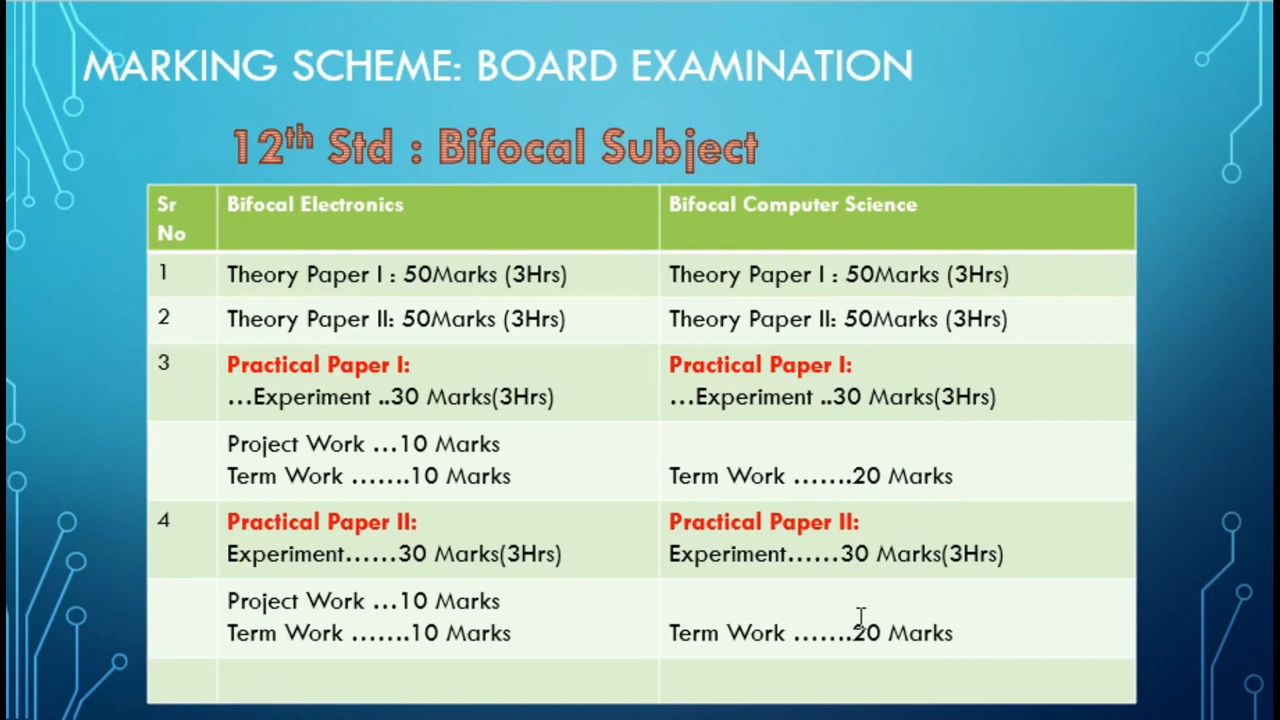 MARKING SCHEME: BOARD EXAMINATION
12th Std : Bifocal Subject
Sr No Bifocal Electronics Bifocal Computer Science
1 Theory Paper I : 50Marks (3Hrs) Theory Paper I : 50Marks (3Hrs)
2 Theory Paper II: 50Marks (3Hrs) Theory Paper II: 50Marks (3Hrs)
3 Practical Paper I: Practical Paper I:
...Experiment ..30 Marks(3Hrs) ...Experiment ..30 Marks(3Hrs)
Project Work ...10 Marks
Term Work .......10 Marks Term Work .......20 Marks
4 Practical Paper II: Practical Paper II:
Experiment......30 Marks(3Hrs) Experiment......30 Marks(3Hrs)
Project Work ...10 Marks
Term Work .......10 Marks Term Work .......20 Marks